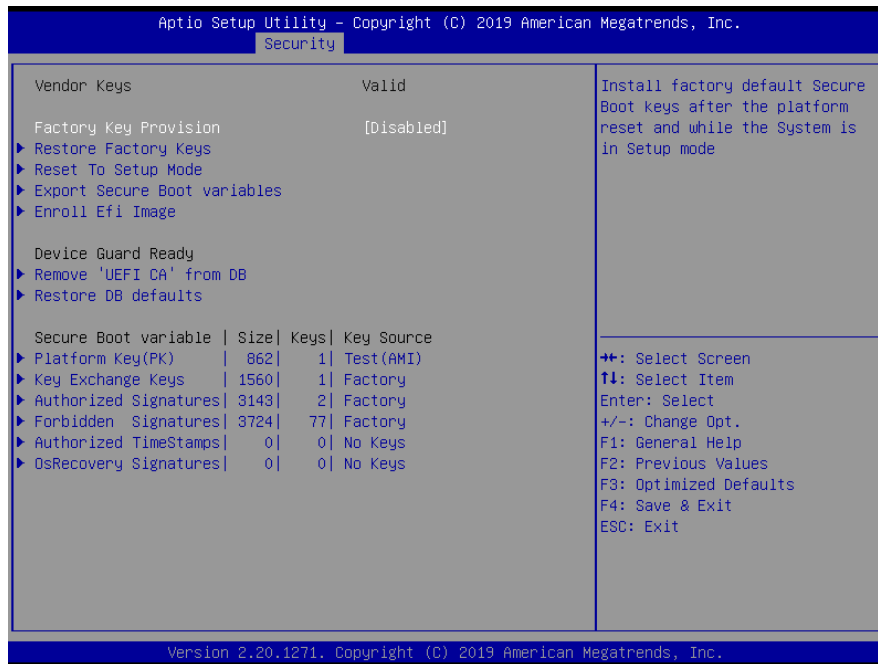 Aptio Setup Utility – Copyright (C) 2019 American Megatrends, Inc.
Security
Vendor Keys Valid
Factory Key Provision [Disabled]
Restore Factory Keys
Reset To Setup Mode
Export Secure Boot variables
Enroll Efi Image
Device Guard Ready
Remove 'UEFI CA' from DB
Restore DB defaults
Secure Boot variable | Size| Keys| Key Source
Platform Key(PK) | 862| 1| Test(AMI)
Key Exchange Keys | 1560| 1| Factory
Authorized Signatures| 3143| 2| Factory
Forbidden Signatures| 3724| 77| Factory
Authorized TimeStamps| 0| 0| No Keys
OsRecovery Signatures| 0| 0| No Keys
Install factory default Secure
Boot keys after the platform
reset and while the System is
in Setup mode
→←: Select Screen
↑↓: Select Item
Enter: Select
+/-: Change Opt.
F1: General Help
F2: Previous Values
F3: Optimized Defaults
F4: Save & Exit
ESC: Exit
Version 2.20.1271. Copyright (C) 2019 American Megatrends, Inc.